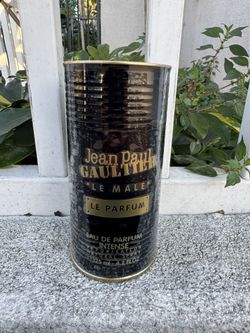 Jean Paul
GAULTIER
"LE MALE"
LE PARFUM
EAU DE PARFUM
INTENSE